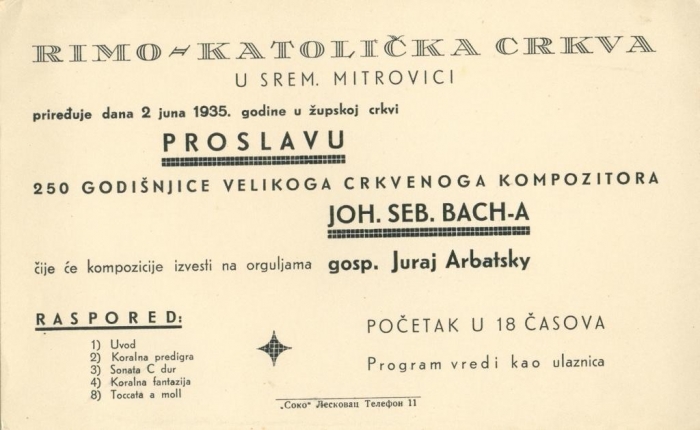 RIMO-KATOLIČKA CRKVA
U SREM. MITROVICI
priređuje dana 2 juna 1935. godine u župskoj crkvi
PROSLAVU
250 GODIŠNJICE VELIKOGA CRKVENOGA KOMPOZITORA
JOH. SEB. BACH-A
čije će kompozicije izvesti na orguljama gosp. Juraj Arbatsky
RASPORED:
1) Uvod
2) Koralna predigra
3) Sonata C dur
4) Koralna fantazija
8) Toccata a moll
POČETAK U 18 ČASOVA
Program vredi kao ulaznica
„Соко“ Лесковац Телефон 11